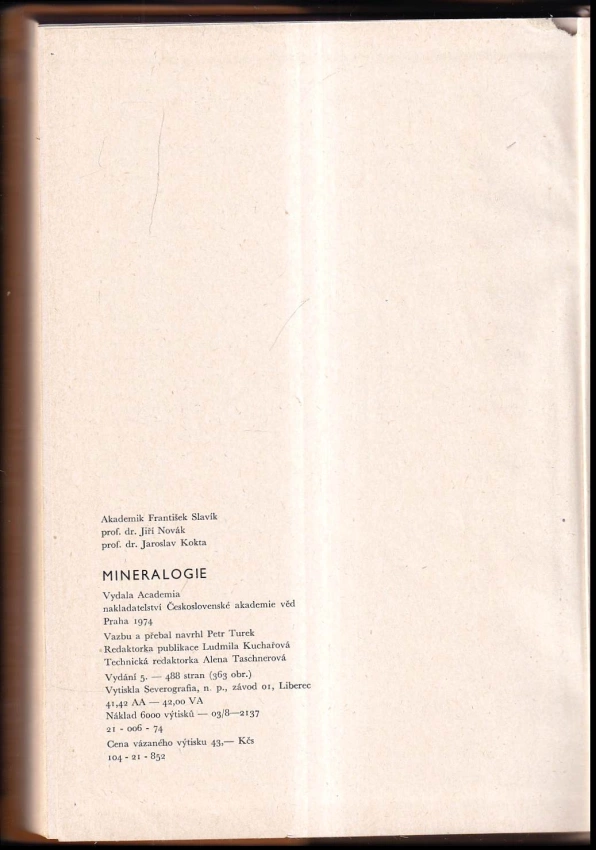 Akademik František Slavík
prof. dr. Jiří Novák
prof. dr. Jaroslav Kokta
MINERALOGIE
Vydala Academia
nakladatelství Československé akademie věd
Praha 1974
Vazbu a přebal navrhl Petr Turek
Redaktorka publikace Ludmila Kuchařová
Technická redaktorka Alena Taschnerová
Vydání 5. — 488 stran (363 obr.)
Vytiskla Severografia, n. p., závod 01, Liberec
41,42 AA — 42,00 VA
Náklad 6000 výtisků — 03/8—2137
21 - 006 - 74
Cena vázaného výtisku 43,— Kčs
104 - 21 - 852